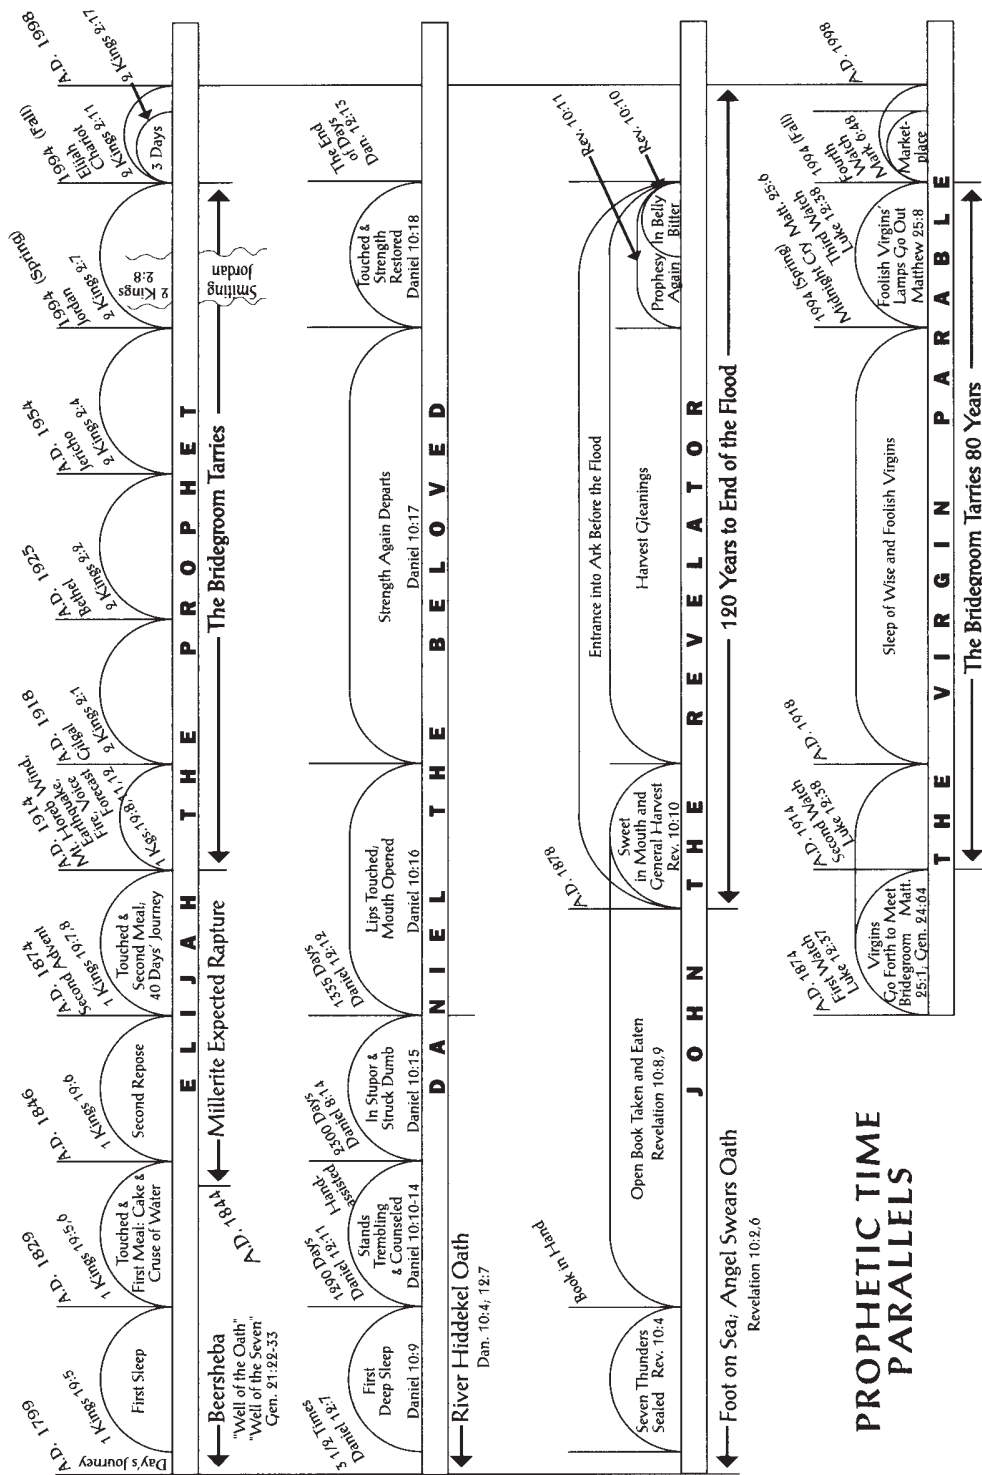 A.D. 1799
1 Kings 19:5
Day's Journey
First Sleep
A.D. 1829
1 Kings 19:5,6
Touched &
First Meal: Cake &
Cruse of Water
A.D. 1846
1 Kings 19:6
Second Repose
A.D. 1874
Second Advent
1 Kings 19:7,8
Touched &
Second Meal;
40 Days' Journey
A.D. 1914
Mt. Horeb Wind,
Earthquake,
Fire, Voice
Forecast
1 Kgs. 19:8,11,12
A.D. 1918
Gilgal
2 Kings 2:1
A.D. 1925
Bethel
2 Kings 2:2
A.D. 1954
Jericho
2 Kings 2:4
1994 (Spring)
Jordan
2 Kings 2:7
2 Kings
2:8
Smiting
Jordan
1994 (Fall)
Elijah
Chariot
2 Kings 2:11
3 Days
A.D. 1998
2 Kings 2:17
ELIJAH THE PROPHET
Beersheba
"Well of the Oath"
"Well of the Seven"
Gen. 21:22-33
A.D. 1844
Millerite Expected Rapture
The Bridegroom Tarries
3 1/2 Times
Daniel 12:7
First
Deep Sleep
Daniel 10:9
1290 Days
Daniel 12:11
Hand-
assisted
Stands
Trembling
& Counseled
Daniel 10:10-14
2300 Days
Daniel 8:14
In Stupor &
Struck Dumb
Daniel 10:15
1335 Days
Daniel 12:12
Lips Touched;
Mouth Opened
Daniel 10:16
Strength Again Departs
Daniel 10:17
Touched &
Strength
Restored
Daniel 10:18
The End
of Days
Dan. 12:13
DANIEL THE BELOVED
River Hiddekel Oath
Dan. 10:4; 12:7
Seven Thunders
Sealed Rev. 10:4
Book in Hand
Open Book Taken and Eaten
Revelation 10:8,9
A.D. 1878
Sweet
in Mouth and
General Harvest
Rev. 10:10
Entrance into Ark Before the Flood
Harvest Gleanings
Prophesy
Again
In Belly
Bitter
Rev. 10:11
Rev. 10:10
JOHN THE REVELATOR
Foot on Sea; Angel Swears Oath
Revelation 10:2,6
120 Years to End of the Flood
A.D. 1874
First Watch
Luke 12:37
Virgins
Go Forth to Meet
Bridegroom Matt.
25:1, Gen. 24:64
A.D. 1914
Second Watch
Luke 12:38
A.D. 1918
Sleep of Wise and Foolish Virgins
1994 (Spring)
Midnight Cry Matt. 25:6
Third Watch
Luke 12:38
Foolish Virgins'
Lamps Go Out
Matthew 25:8
1994 (Fall)
Fourth
Watch
Mark 6:48
Market-
place
A.D. 1998
THE VIRGIN PARABLE
The Bridegroom Tarries 80 Years
PROPHETIC TIME
PARALLELS